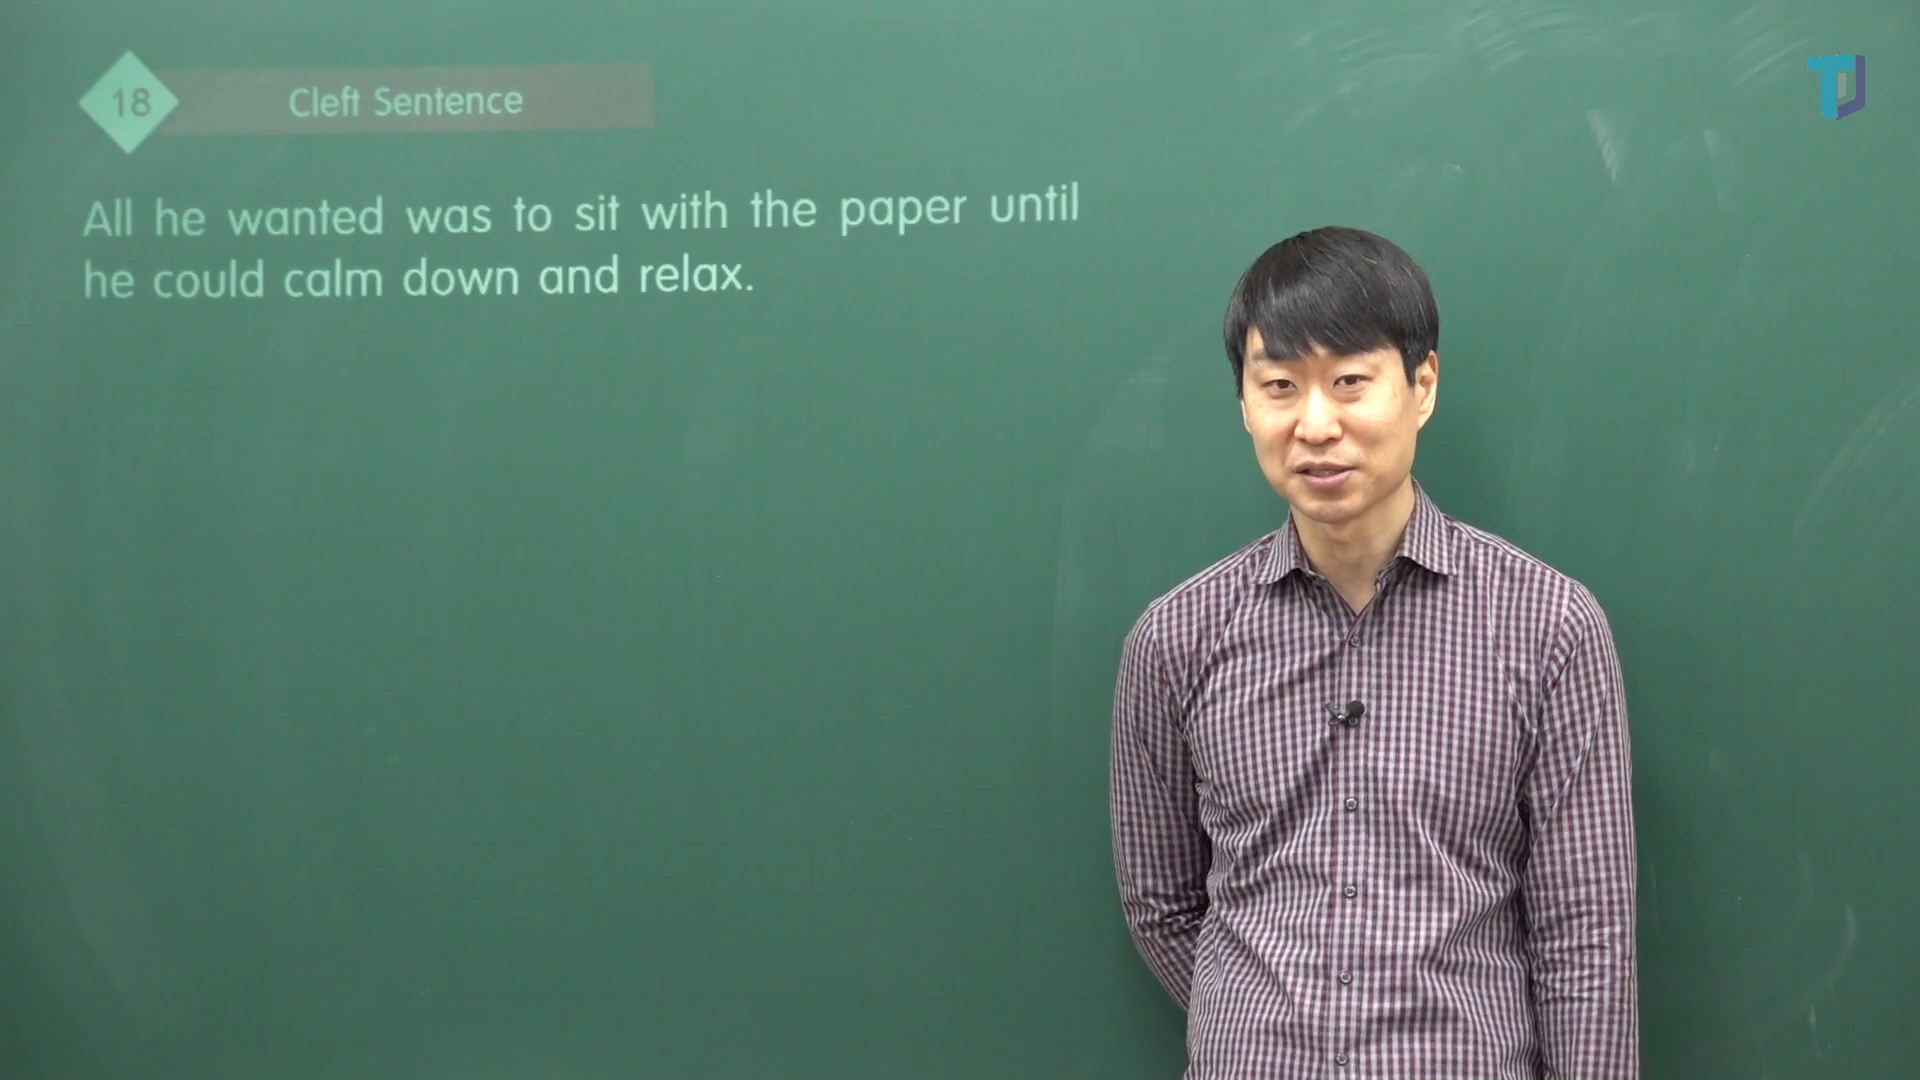 18
Cleft Sentence
All he wanted was to sit with the paper until
he could calm down and relax.